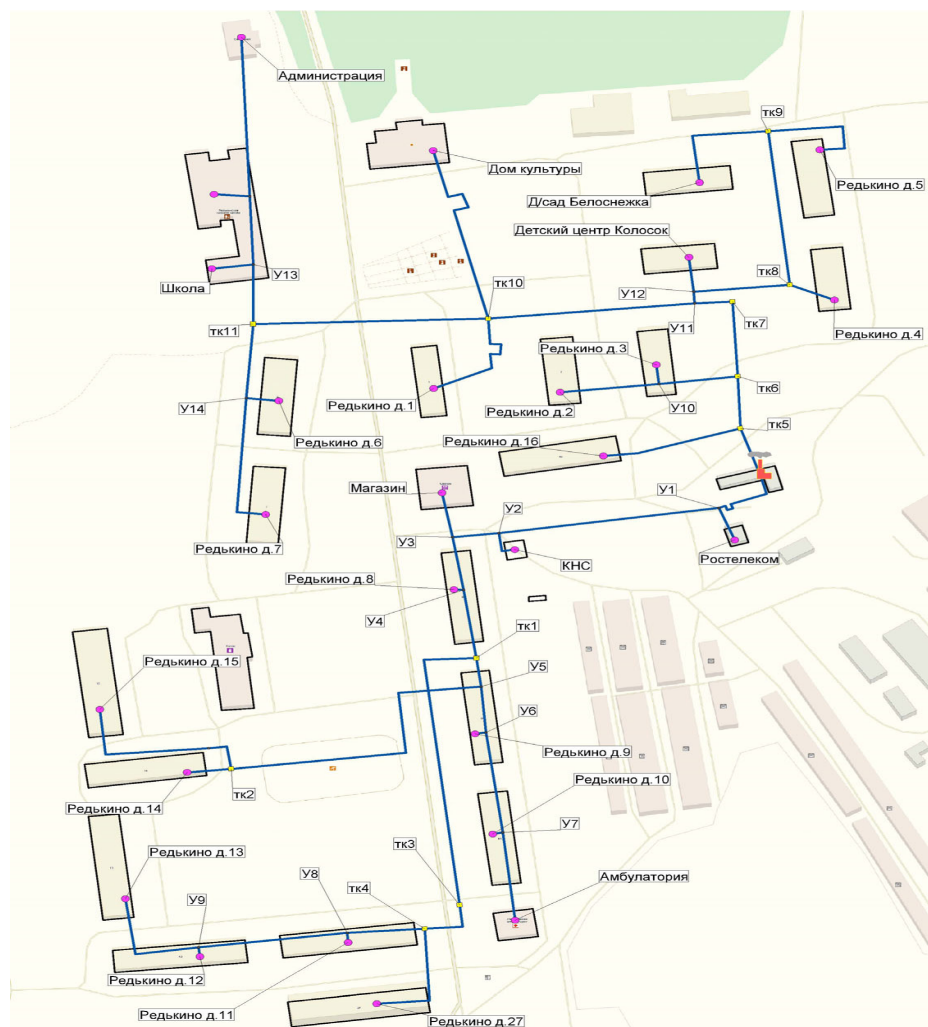 Администрация
тк9
Дом культуры
Редькино д.5
Д/сад Белоснежка
Детский центр Колосок
У13
тк8
Школа
У12
тк10
тк11
У11
тк7
Редькино д.4
Редькино д.3
тк6
Редькино д.1
Редькино д.2
У10
У14
Редькино д.6
тк5
Редькино д.16
Магазин
У1
У2
У3
Редькино д.7
Ростелеком
КНС
Редькино д.8
У4
тк1
Редькино д.15
У5
У6
Редькино д.9
тк2
Редькино д.14
Редькино д.10
У7
тк3
Редькино д.13
У8
тк4
Амбулатория
У9
Редькино д.12
Редькино д.11
Редькино д.27